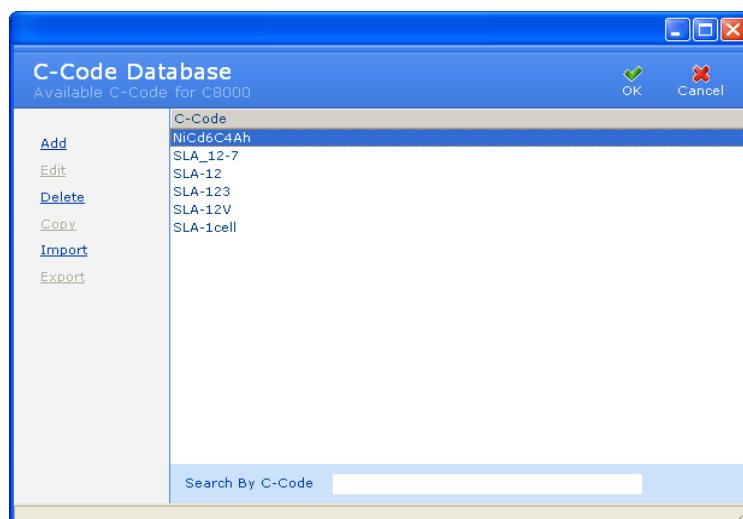 C-Code Database
Available C-Code for C8000
OK
Cancel
Add
Edit
Delete
Copy
Import
Export
C-Code
NiCd6C4Ah
SLA_12-7
SLA-12
SLA-123
SLA-12V
SLA-1cell
Search By C-Code